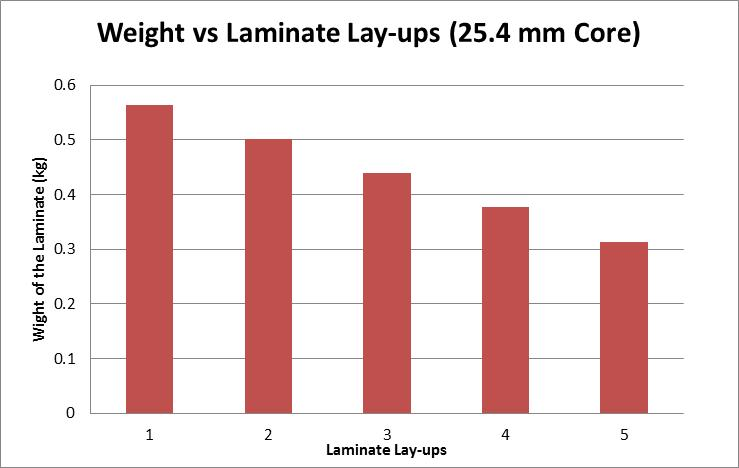 Weight vs Laminate Lay-ups (25.4 mm Core)
Wight of the Laminate (kg)
0.6
0.5
0.4
0.3
0.2
0.1
0
1 2 3 4 5
Laminate Lay-ups